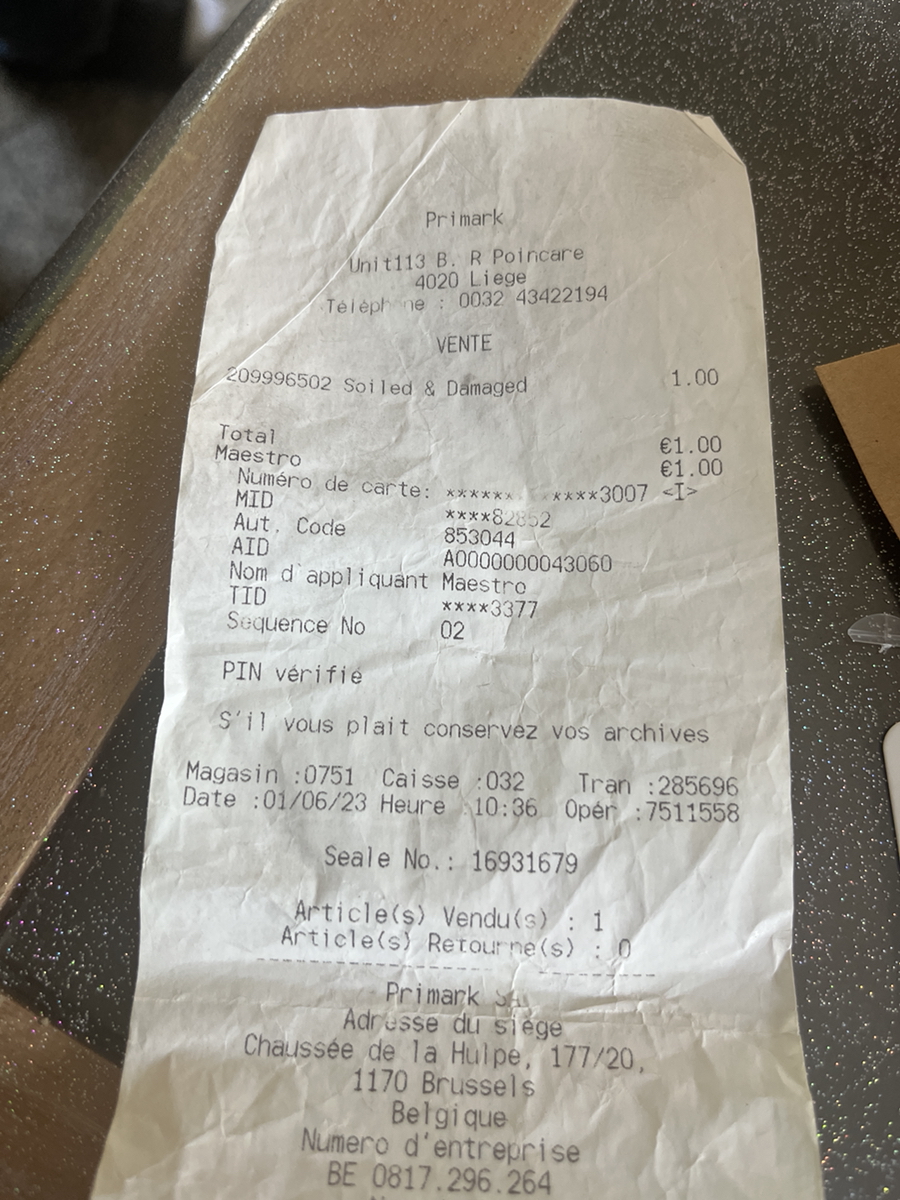 Primark
Unit113 B. R Poincare
4020 Liege
: 0032 43422194
VENTE
209996502 Soiled & Damaged 1.00
Total €1.00
Maestro €1.00
Numéro de carte: ****** ****3007 <I>
MID ****82852
Aut. Code 853044
AID A0000000043060
Nom d'appliquant Maestro
TID ****3377
Sequence No 02
PIN vérifié
S'il vous plait conservez vos archives
Magasin :0751 Caisse :032 Tran :285696
Date :01/06/23 Heure :10:36 Opér :7511558
Seale No.: 16931679
Article(s) Vendu(s) : 1
Article(s) Retourne(s) : 0
Primark SA
Adresse du siége
Chaussée de la Hulpe, 177/20,
1170 Brussels
Belgique
Numero d'entreprise
BE 0817.296.264